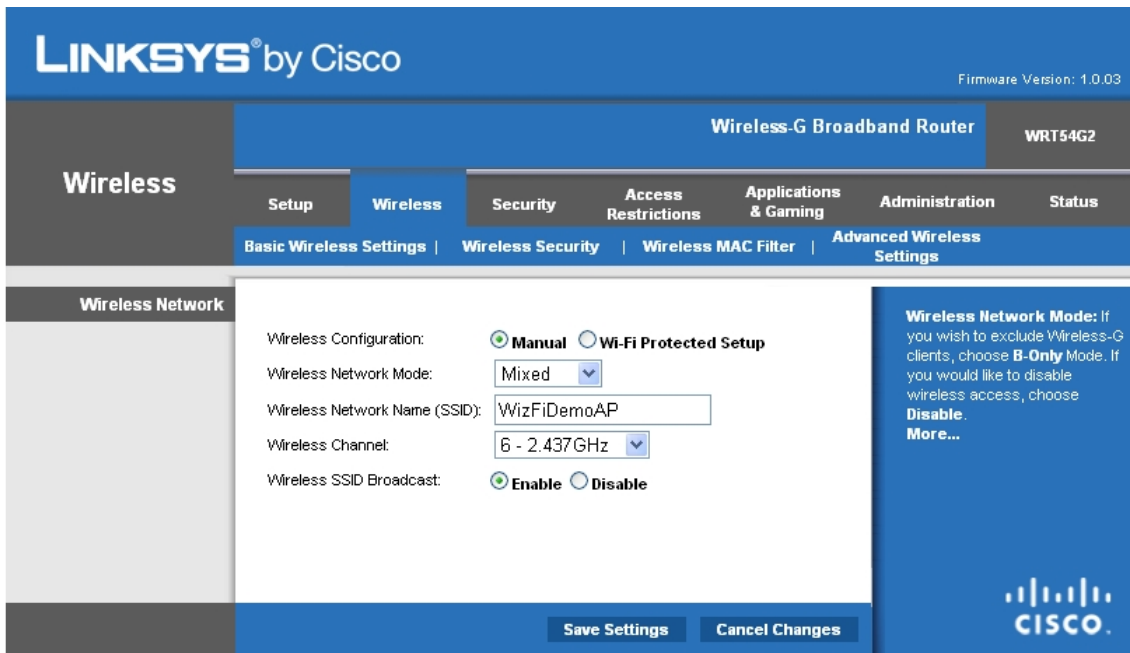 LINKSYS® by Cisco
Firmware Version: 1.0.03
Wireless-G Broadband Router
WRT54G2
Wireless
Setup
Wireless
Security
Access Restrictions
Applications & Gaming
Administration
Status
Basic Wireless Settings |
Wireless Security |
Wireless MAC Filter |
Advanced Wireless Settings
Wireless Network
Wireless Configuration: Manual Wi-Fi Protected Setup
Wireless Network Mode: Mixed
Wireless Network Name (SSID): WizFiDemoAP
Wireless Channel: 6 - 2.437GHz
Wireless SSID Broadcast: Enable Disable
Wireless Network Mode: If
you wish to exclude Wireless-G
clients, choose B-Only Mode. If
you would like to disable
wireless access, choose
Disable.
More...
Save Settings
Cancel Changes
CISCO.